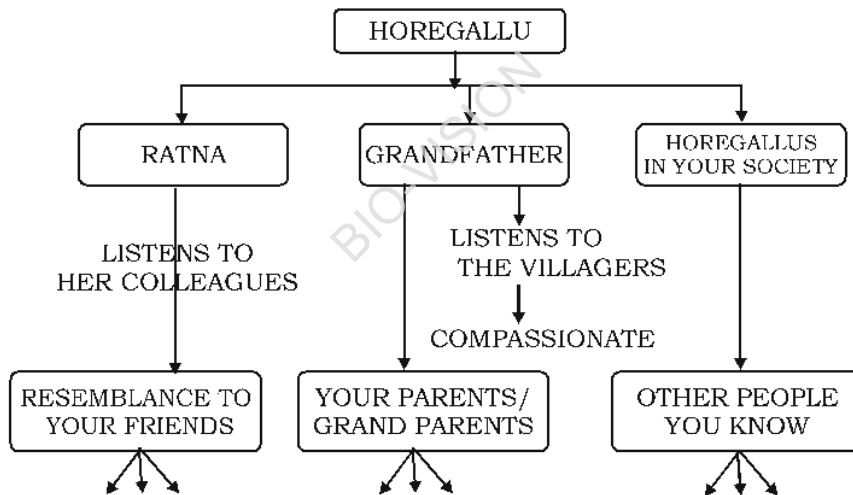 HOREGALLU
RATNA
GRANDFATHER
HOREGALLUS
IN YOUR SOCIETY
LISTENS TO
HER COLLEAGUES
LISTENS TO
THE VILLAGERS
COMPASSIONATE
RESEMBLANCE TO
YOUR FRIENDS
YOUR PARENTS/
GRAND PARENTS
OTHER PEOPLE
YOU KNOW
BIO-VISION